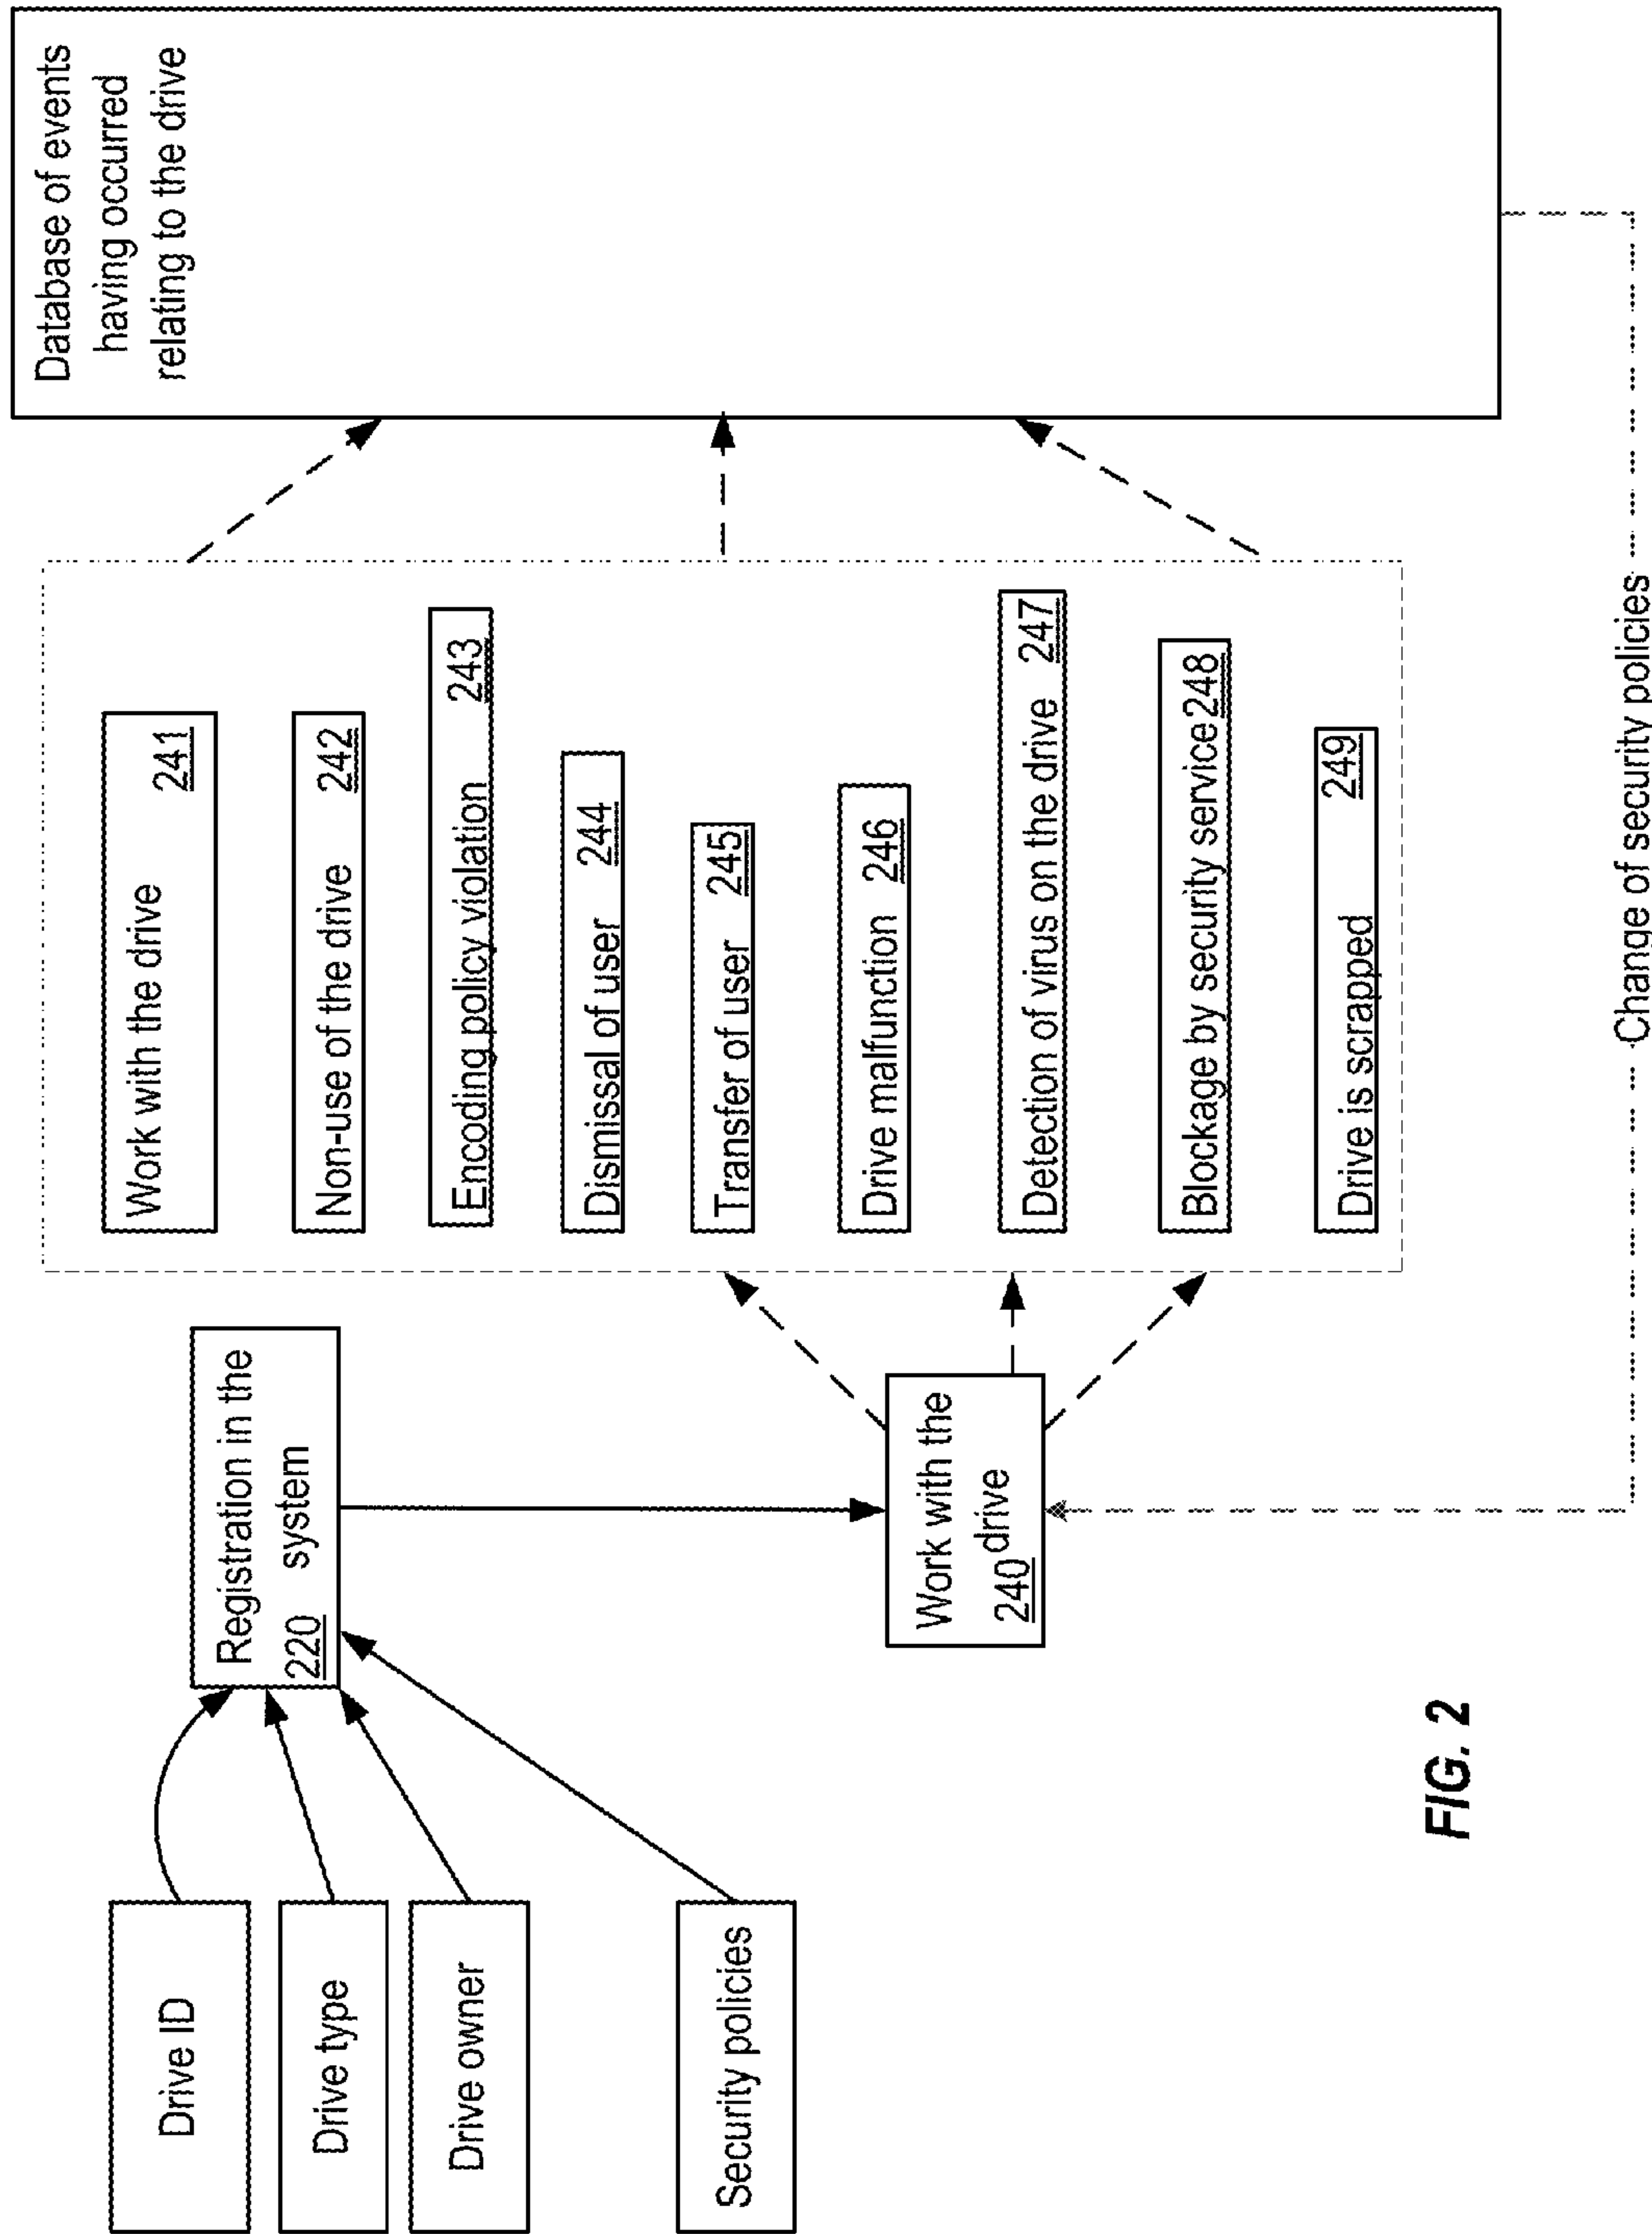 Drive ID
Drive type
Drive owner
Security policies
Registration in the
220 system
Work with the
240 drive
Work with the drive
241
Non-use of the drive 242
Encoding policy violation 243
Dismissal of user 244
Transfer of user 245
Drive malfunction 246
Detection of virus on the drive 247
Blockage by security service 248
Drive is scrapped 249
Database of events
having occurred
relating to the drive
Change of security policies
FIG. 2